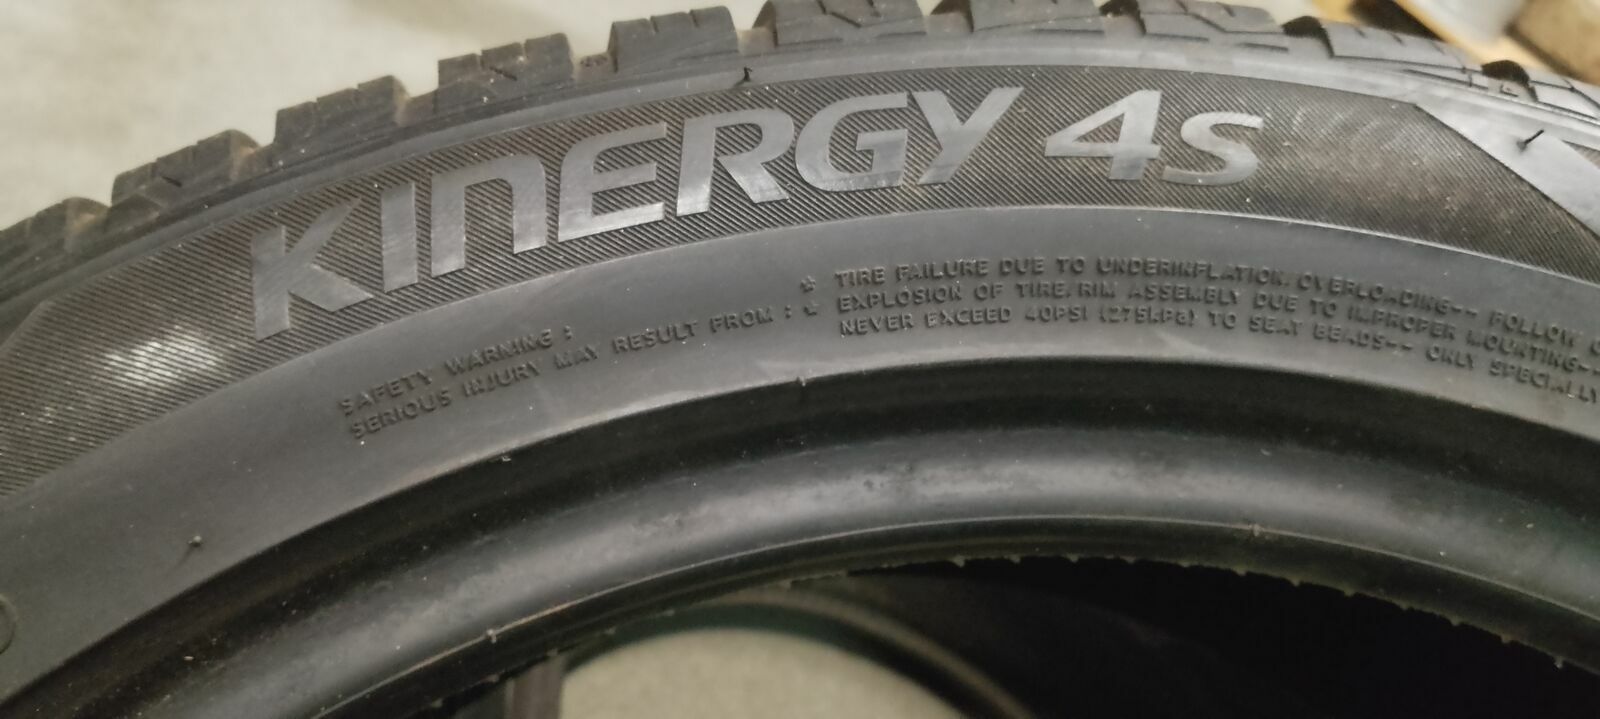 KINERGY 4S
SAFETY WARNING :
SERIOUS INJURY MAY RESULT FROM :
☆ TIRE FAILURE DUE TO UNDERINFLATION. OVERLOADING-- FOLLOW
☆ EXPLOSION OF TIRE/RIM ASSEMBLY DUE TO IMPROPER MOUNTING--
NEVER EXCEED 40PSI (275kPa) TO SEAT BEADS-- ONLY SPECIALLY